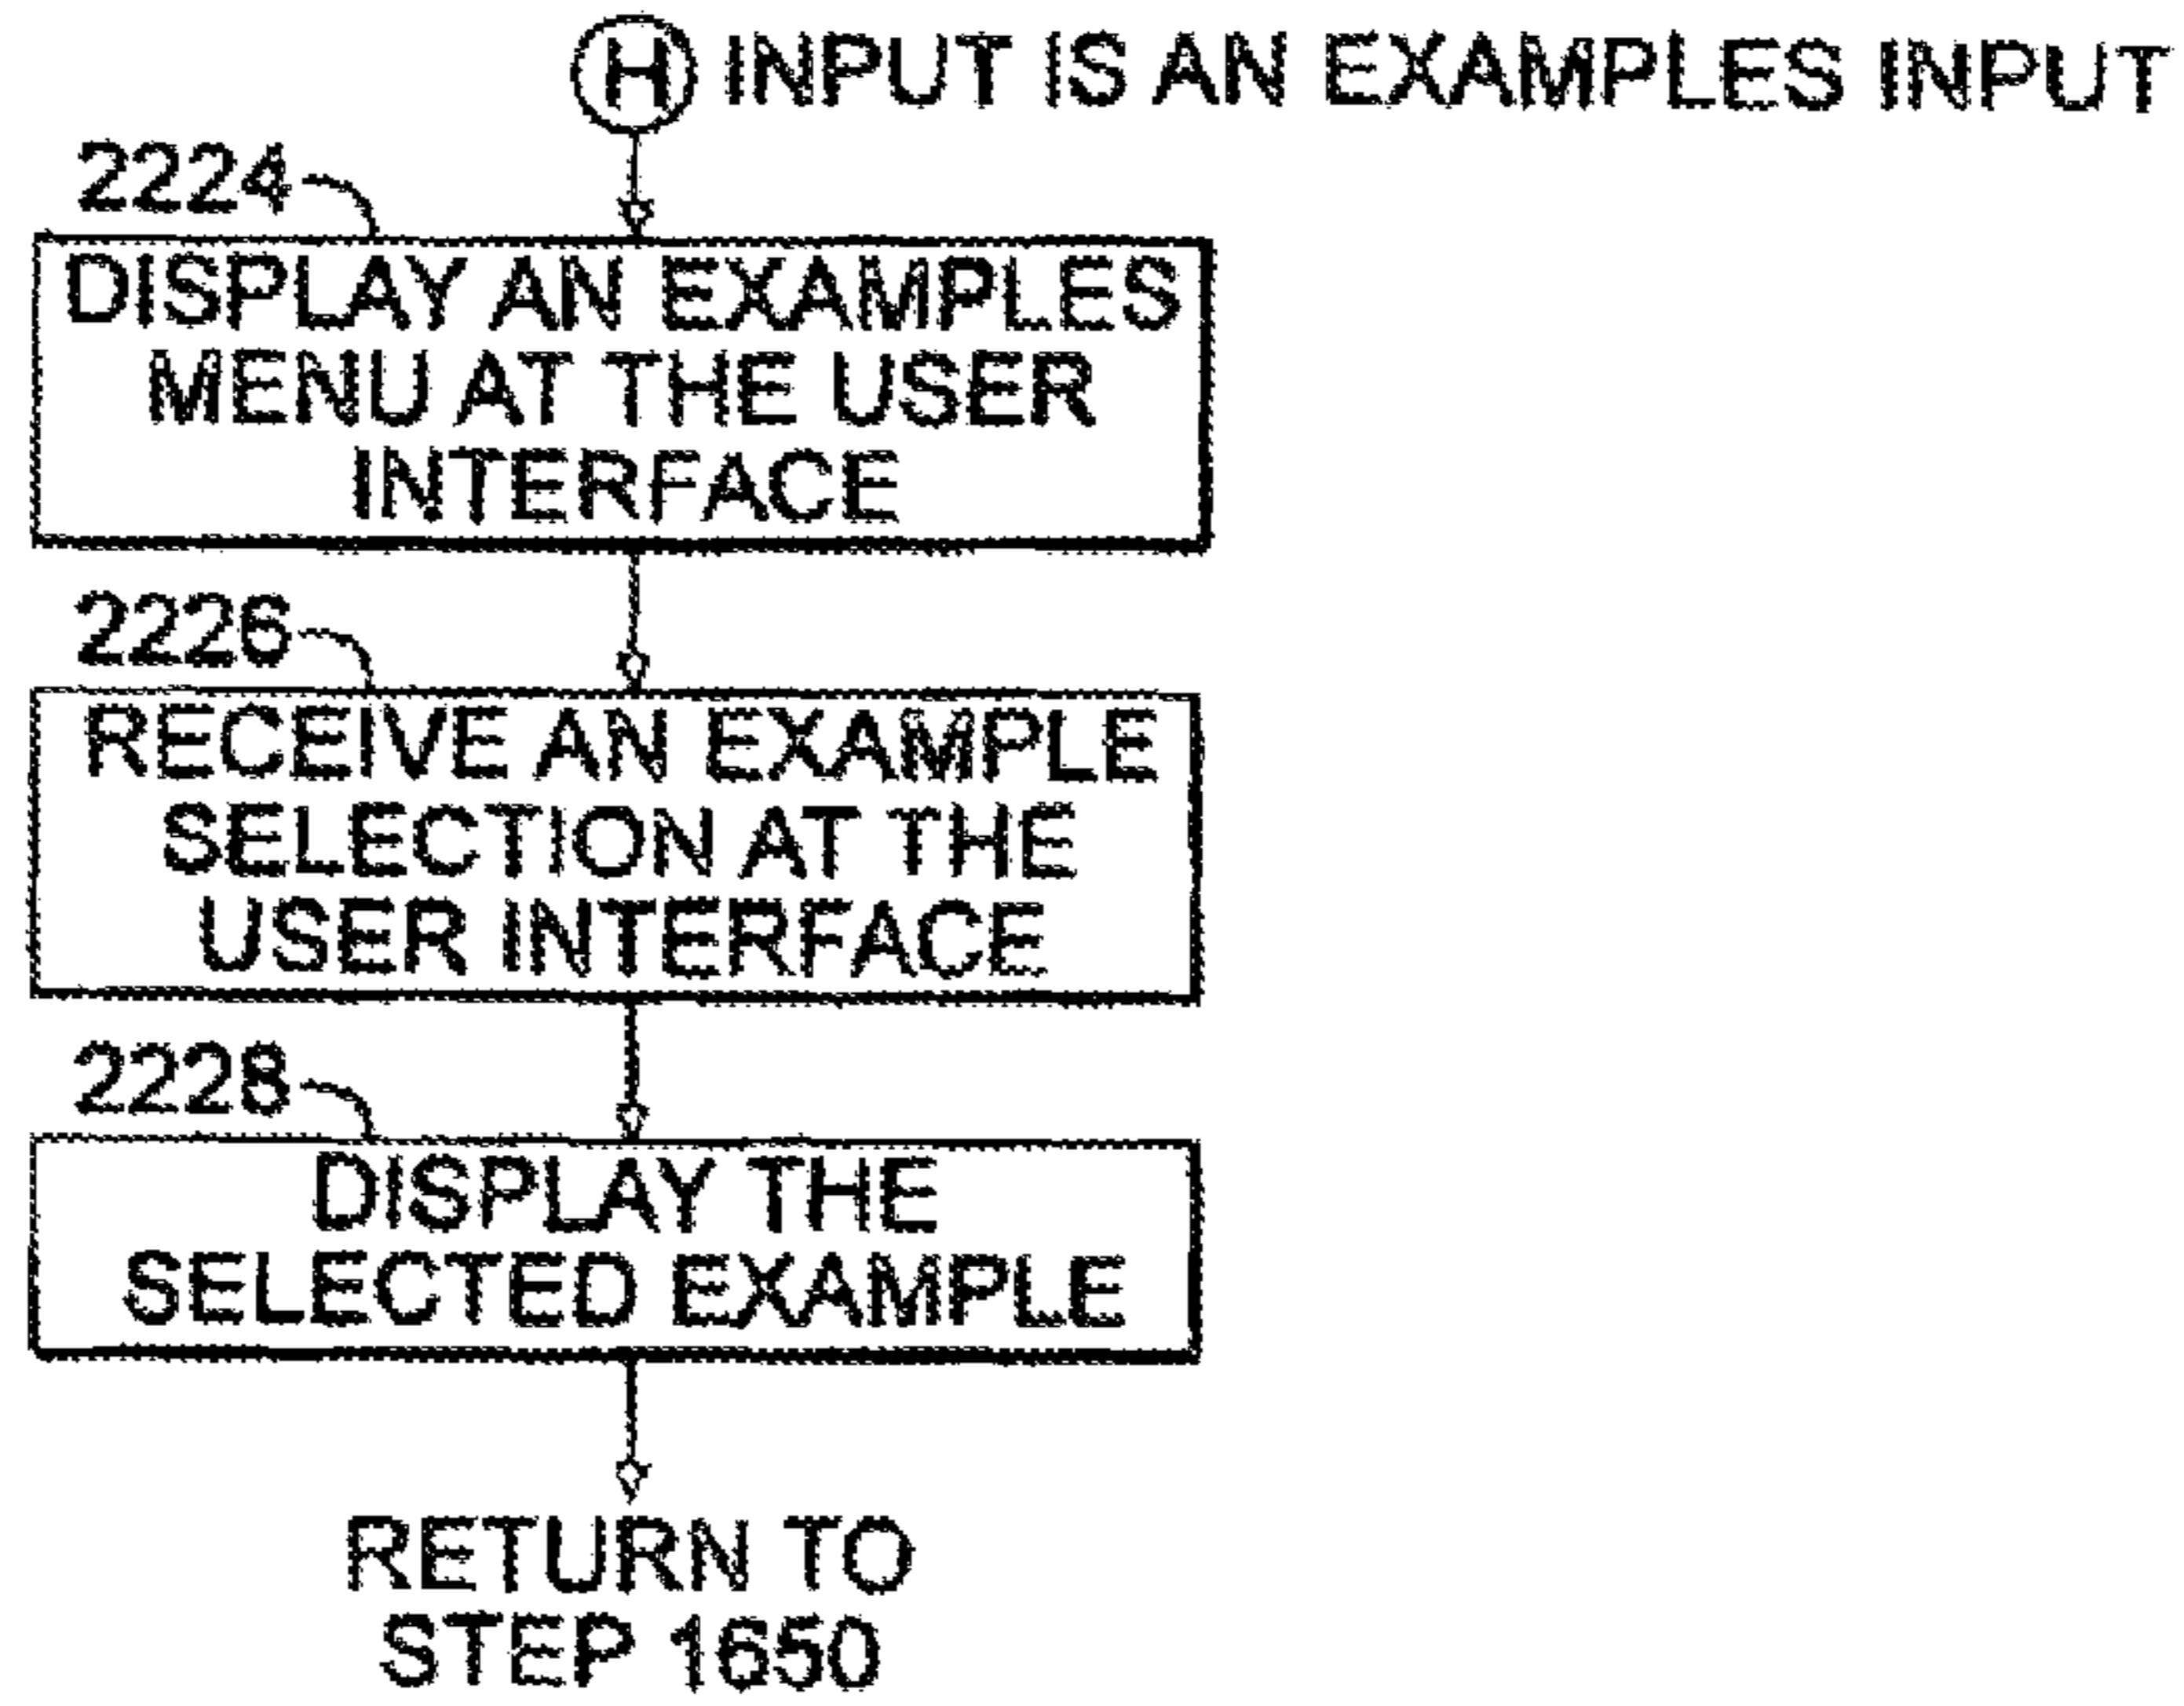 H INPUT IS AN EXAMPLES INPUT
2224
DISPLAY AN EXAMPLES
MENU AT THE USER
INTERFACE
2226
RECEIVE AN EXAMPLE
SELECTION AT THE
USER INTERFACE
2228
DISPLAY THE
SELECTED EXAMPLE
RETURN TO
STEP 1650